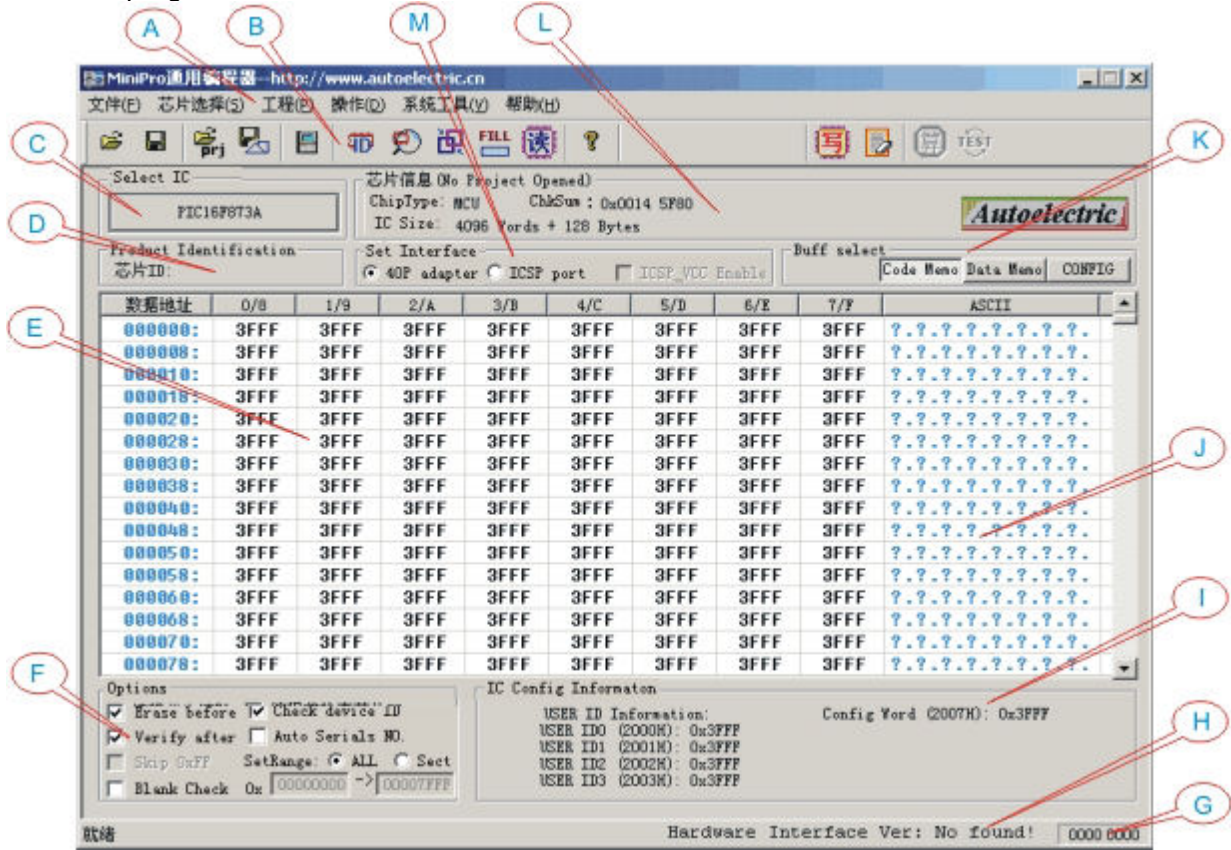 A
B
M
L
MiniPro通用编程器--http://www.autoelectric.cn
文件(F) 芯片选择(S) 工程(P) 操作(O) 系统工具(V) 帮助(H)
prj FILL 读 ? 写 TEST
C
K
Select IC
PIC16F873A
芯片信息(No Project Opened)
ChipType: MCU ChkSum : 0x0014 5F80
IC Size: 4096 Words + 128 Bytes
Autoelectric
D
Product Identification
芯片ID:
Set Interface
40P adapter ICSP port ICSP_VCC Enable
Buff select
Code Memo Data Memo CONFIG
数据地址 0/8 1/9 2/A 3/B 4/C 5/D 6/E 7/F ASCII
E
000000: 3FFF 3FFF 3FFF 3FFF 3FFF 3FFF 3FFF 3FFF ?.?.?.?.?.?.?.?.
000008: 3FFF 3FFF 3FFF 3FFF 3FFF 3FFF 3FFF 3FFF ?.?.?.?.?.?.?.?.
000010: 3FFF 3FFF 3FFF 3FFF 3FFF 3FFF 3FFF 3FFF ?.?.?.?.?.?.?.?.
000018: 3FFF 3FFF 3FFF 3FFF 3FFF 3FFF 3FFF 3FFF ?.?.?.?.?.?.?.?.
000020: 3FFF 3FFF 3FFF 3FFF 3FFF 3FFF 3FFF 3FFF ?.?.?.?.?.?.?.?.
000028: 3FFF 3FFF 3FFF 3FFF 3FFF 3FFF 3FFF 3FFF ?.?.?.?.?.?.?.?.
000030: 3FFF 3FFF 3FFF 3FFF 3FFF 3FFF 3FFF 3FFF ?.?.?.?.?.?.?.?.
J
000038: 3FFF 3FFF 3FFF 3FFF 3FFF 3FFF 3FFF 3FFF ?.?.?.?.?.?.?.?.
000040: 3FFF 3FFF 3FFF 3FFF 3FFF 3FFF 3FFF 3FFF ?.?.?.?.?.?.?.?.
000048: 3FFF 3FFF 3FFF 3FFF 3FFF 3FFF 3FFF 3FFF ?.?.?.?.?.?.?.?.
000050: 3FFF 3FFF 3FFF 3FFF 3FFF 3FFF 3FFF 3FFF ?.?.?.?.?.?.?.?.
000058: 3FFF 3FFF 3FFF 3FFF 3FFF 3FFF 3FFF 3FFF ?.?.?.?.?.?.?.?.
000060: 3FFF 3FFF 3FFF 3FFF 3FFF 3FFF 3FFF 3FFF ?.?.?.?.?.?.?.?.
I
000068: 3FFF 3FFF 3FFF 3FFF 3FFF 3FFF 3FFF 3FFF ?.?.?.?.?.?.?.?.
000070: 3FFF 3FFF 3FFF 3FFF 3FFF 3FFF 3FFF 3FFF ?.?.?.?.?.?.?.?.
000078: 3FFF 3FFF 3FFF 3FFF 3FFF 3FFF 3FFF 3FFF ?.?.?.?.?.?.?.?.
F
Options
Erase before Check device ID
Verify after Auto Serials NO.
Skip 0xFF SetRange: ALL Sect
Blank Check 0x 00000000 -> 00007FFF
IC Config Informaton
USER ID Information:
USER ID0 (2000H): 0x3FFF
USER ID1 (2001H): 0x3FFF
USER ID2 (2002H): 0x3FFF
USER ID3 (2003H): 0x3FFF
Config Word (2007H): 0x3FFF
H
G
就绪 Hardware Interface Ver: No found! 0000 0000